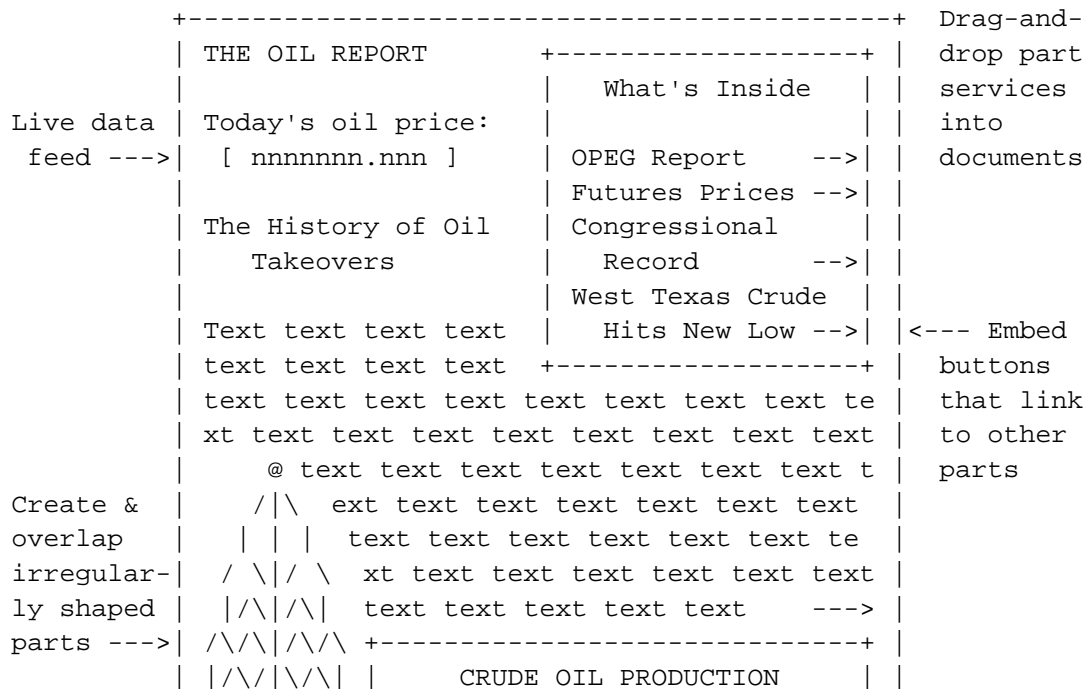 +--------------------------------------------+  Drag-and-
          | THE OIL REPORT       +-------------------+ |  drop part
          |                      |   What's Inside   | |  services
Live data | Today's oil price:   |                   | |  into
 feed --->|  [ nnnnnnn.nnn ]     | OPEG Report    -->| |  documents
          |                      | Futures Prices -->| |
          | The History of Oil   | Congressional     | |
          |    Takeovers         |   Record       -->| |
          |                      | West Texas Crude  | |
          | Text text text text  |   Hits New Low -->| |<--- Embed
          | text text text text  +-------------------+ |  buttons
          | text text text text text text text text te |  that link
          | xt text text text text text text text text |  to other
          |     @ text text text text text text text t |  parts
Create &  |    /|\  ext text text text text text text  |
overlap   |   | | |  text text text text text text te  |
irregular-|  / \|/ \  xt text text text text text text |
ly shaped |  |/\|/\|  text text text text text    ---> |
parts --->| /\/\|/\/\ +------------------------------+ |
          | |/\/|\/\| |     CRUDE OIL PRODUCTION     | |